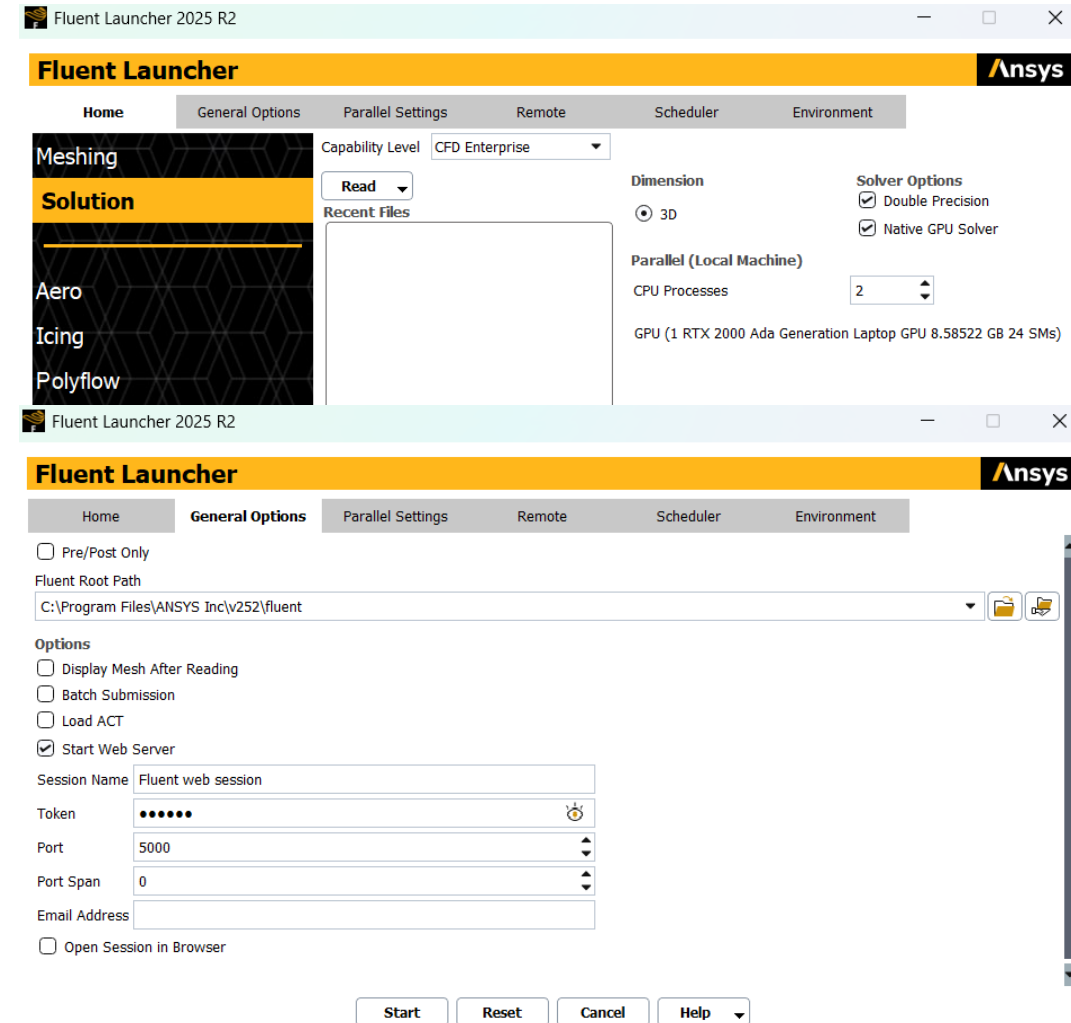 Fluent Launcher 2025 R2
Fluent Launcher
Ansys
Home General Options Parallel Settings Remote Scheduler Environment
Meshing
Solution
Aero
Icing
Polyflow
Capability Level CFD Enterprise
Read
Recent Files
Dimension
3D
Solver Options
Double Precision
Native GPU Solver
Parallel (Local Machine)
CPU Processes 2
GPU (1 RTX 2000 Ada Generation Laptop GPU 8.58522 GB 24 SMs)
Fluent Launcher 2025 R2
Fluent Launcher
Ansys
Home General Options Parallel Settings Remote Scheduler Environment
Pre/Post Only
Fluent Root Path
C:\Program Files\ANSYS Inc\v252\fluent
Options
Display Mesh After Reading
Batch Submission
Load ACT
Start Web Server
Session Name Fluent web session
Token ••••••
Port 5000
Port Span 0
Email Address
Open Session in Browser
Start Reset Cancel Help